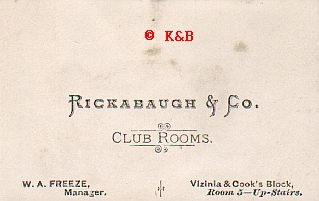 © K&B
RICKABAUGH & CO.
CLUB ROOMS.
W. A. FREEZE,
Manager.
Vizinia & Cook's Block,
Room 5—Up-Stairs.